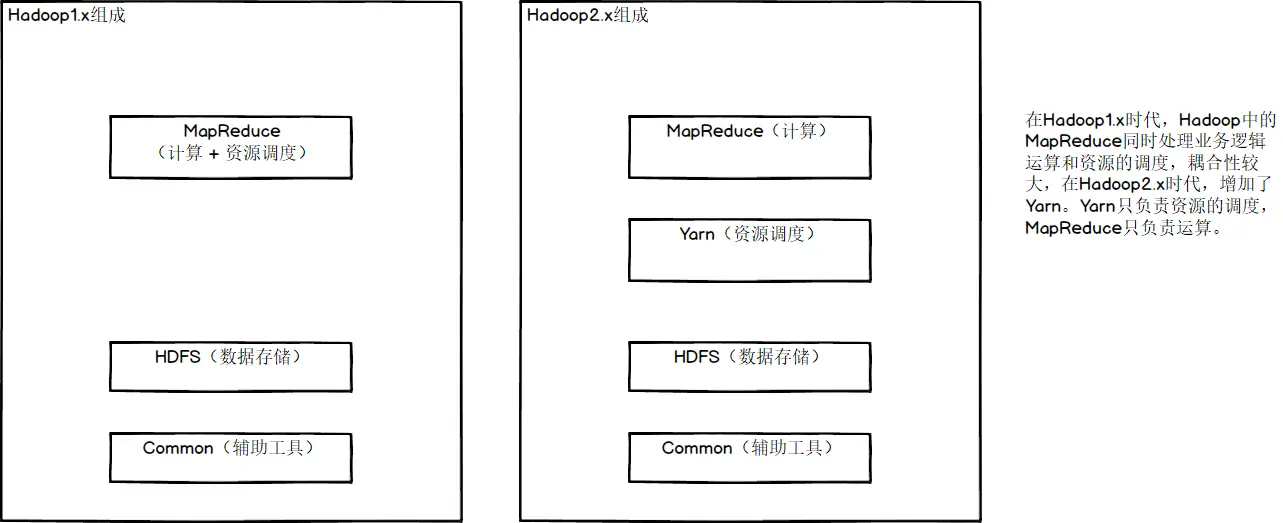 Hadoop1.x组成
MapReduce
（计算 + 资源调度）
HDFS（数据存储）
Common（辅助工具）
Hadoop2.x组成
MapReduce（计算）
Yarn（资源调度）
HDFS（数据存储）
Common（辅助工具）
在Hadoop1.x时代，Hadoop中的
MapReduce同时处理业务逻辑
运算和资源的调度，耦合性较
大，在Hadoop2.x时代，增加了
Yarn。Yarn只负责资源的调度，
MapReduce只负责运算。